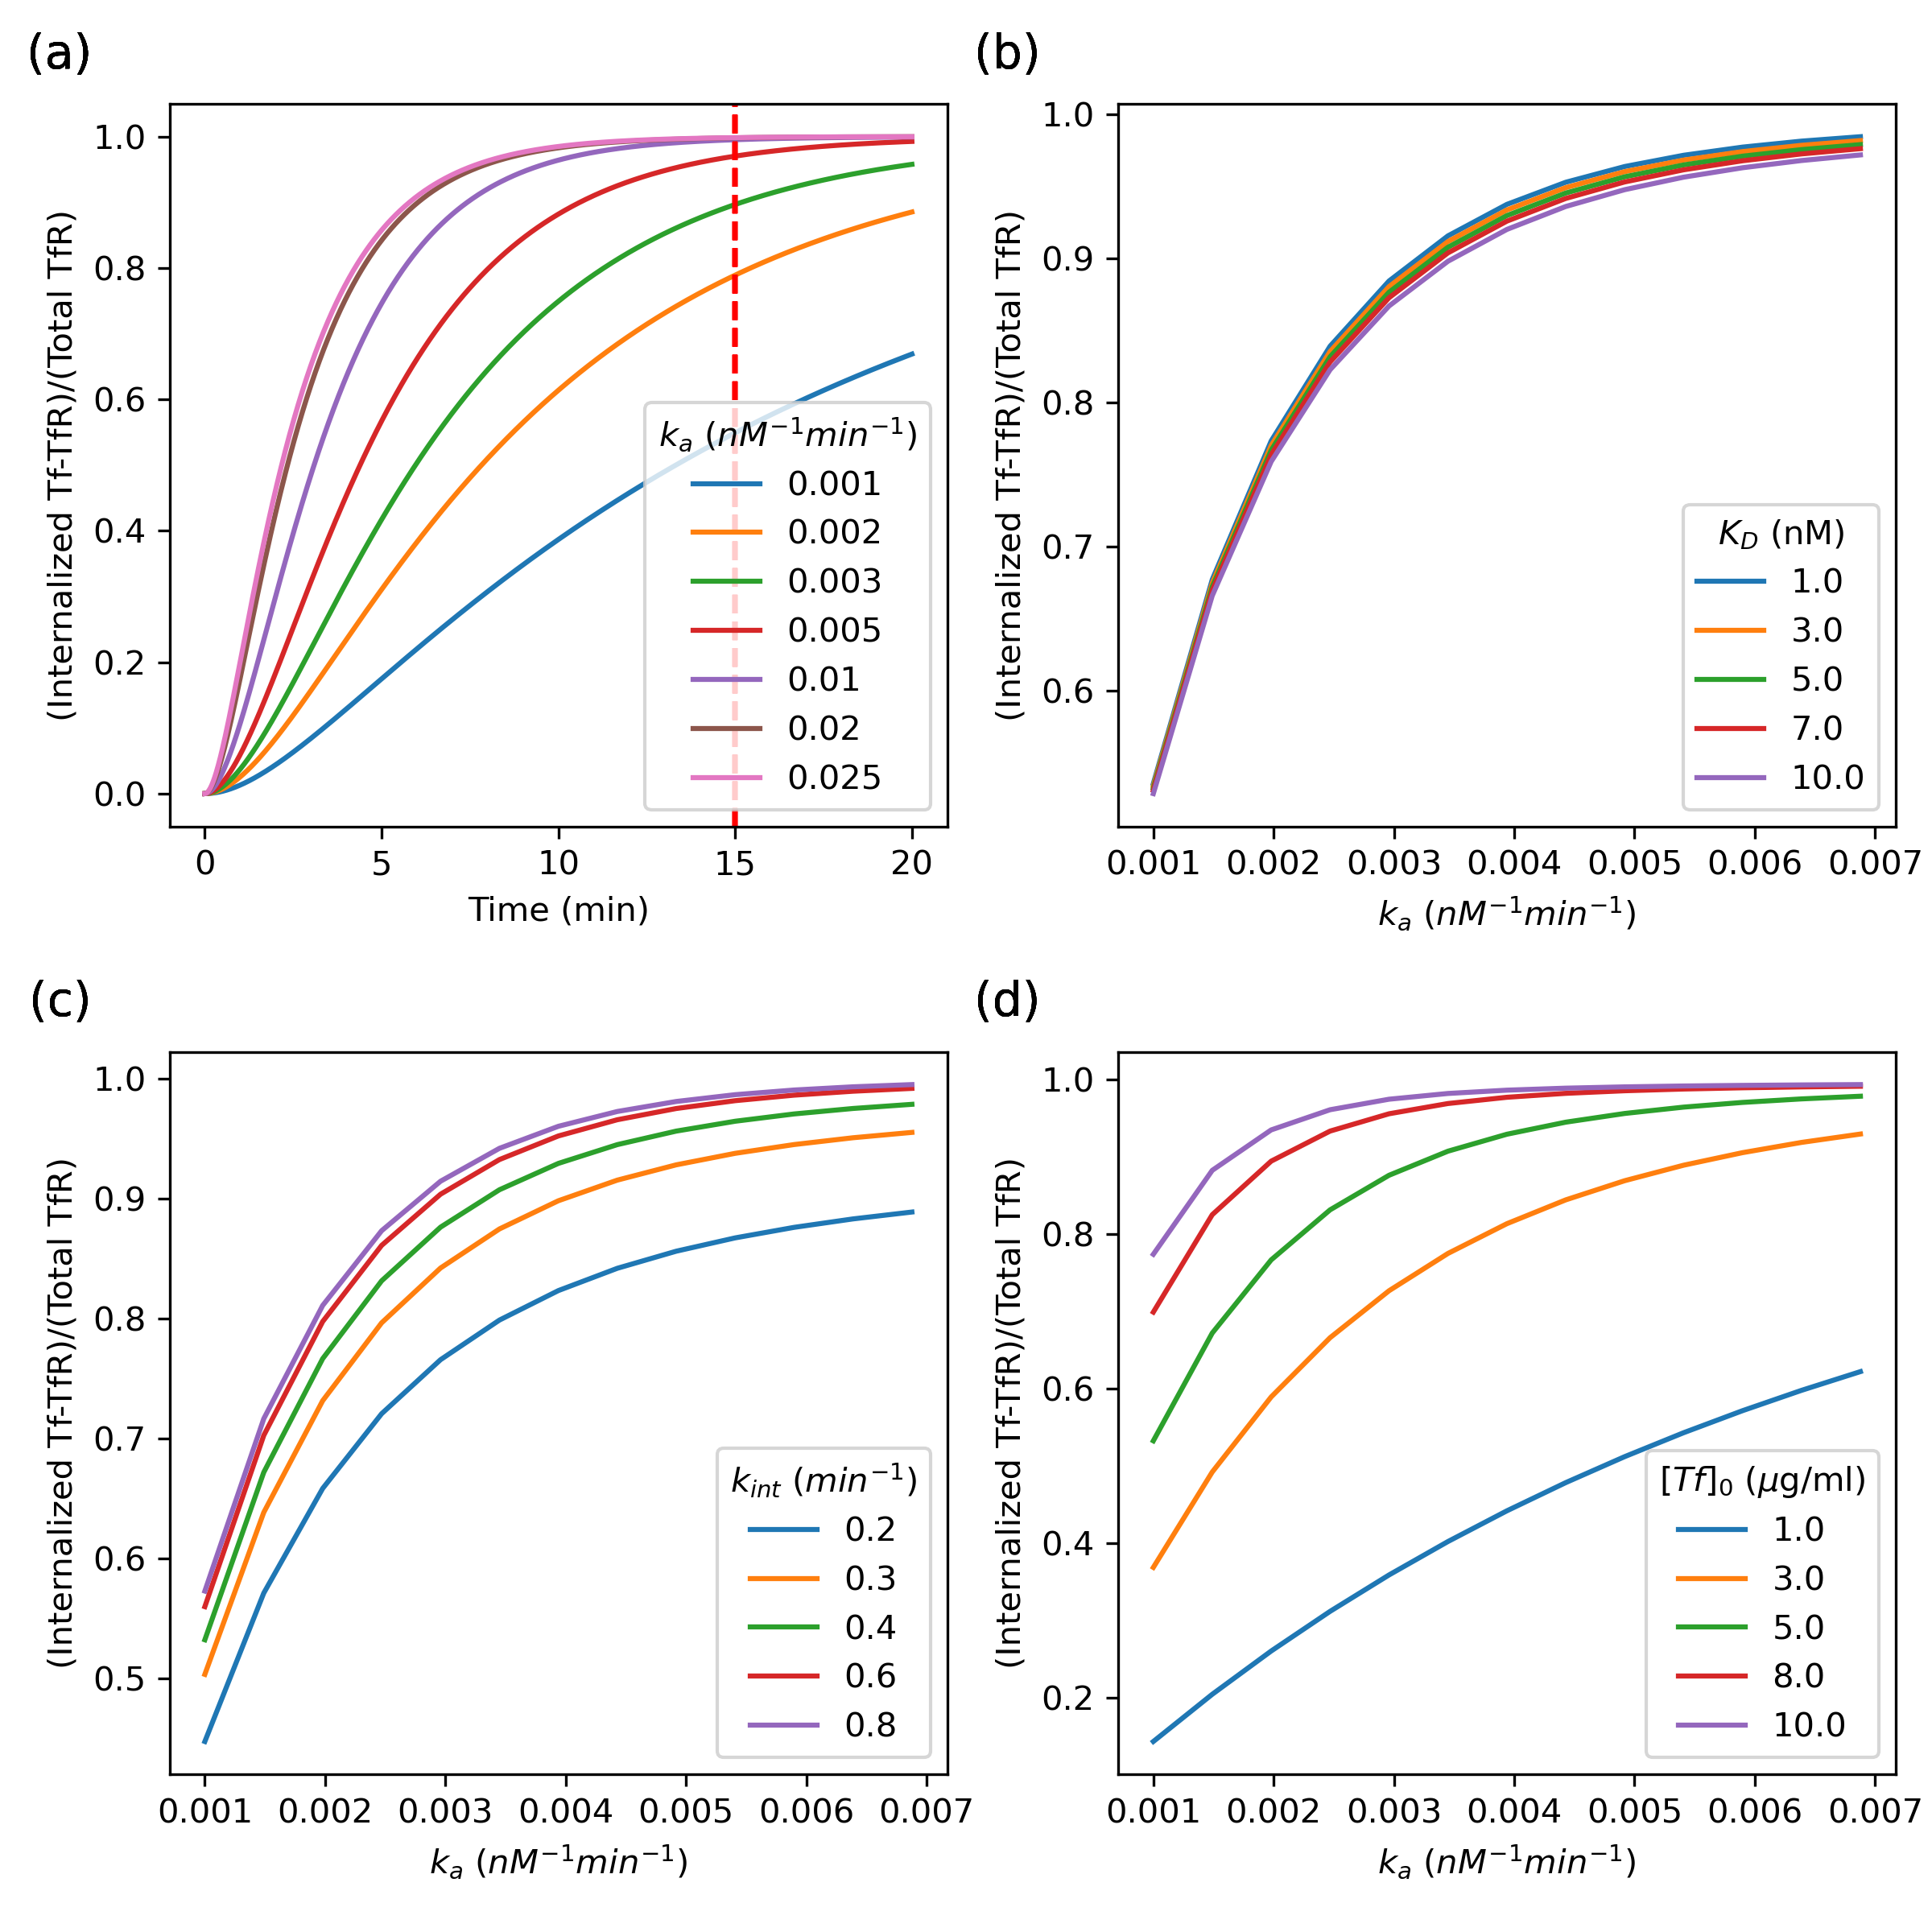 (a)
(Internalized Tf-TfR)/(Total TfR)
1.0
0.8
0.6
0.4
0.2
0.0
0 5 10 15 20
Time (min)
k_a (nM⁻¹min⁻¹)
0.001
0.002
0.003
0.005
0.01
0.02
0.025
(b)
(Internalized Tf-TfR)/(Total TfR)
1.0
0.9
0.8
0.7
0.6
0.001 0.002 0.003 0.004 0.005 0.006 0.007
k_a (nM⁻¹min⁻¹)
K_D (nM)
1.0
3.0
5.0
7.0
10.0
(c)
(Internalized Tf-TfR)/(Total TfR)
1.0
0.9
0.8
0.7
0.6
0.5
0.001 0.002 0.003 0.004 0.005 0.006 0.007
k_a (nM⁻¹min⁻¹)
k_int (min⁻¹)
0.2
0.3
0.4
0.6
0.8
(d)
(Internalized Tf-TfR)/(Total TfR)
1.0
0.8
0.6
0.4
0.2
0.001 0.002 0.003 0.004 0.005 0.006 0.007
k_a (nM⁻¹min⁻¹)
[Tf]₀ (μg/ml)
1.0
3.0
5.0
8.0
10.0